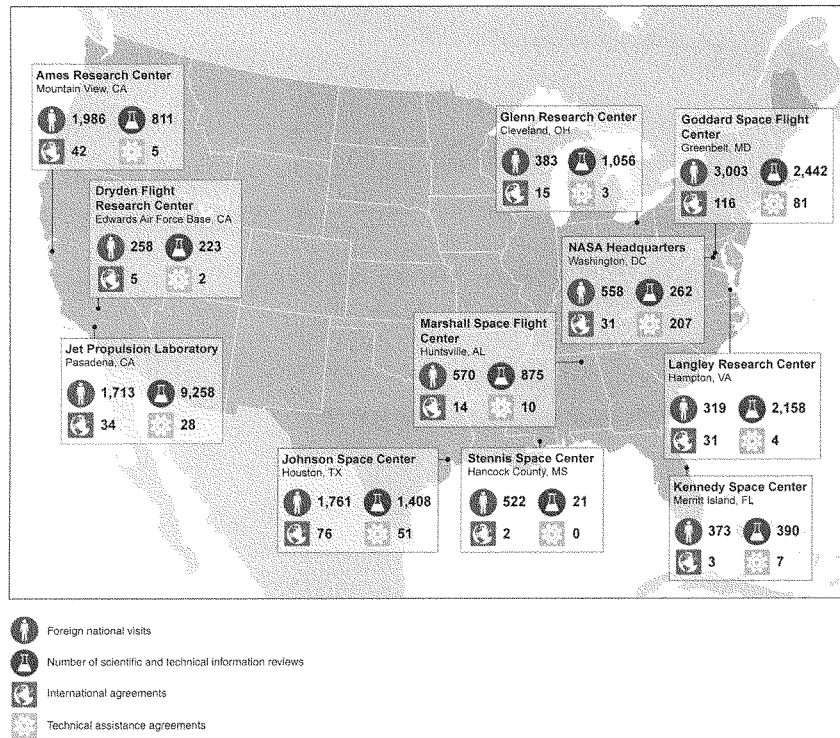 Ames Research Center
Mountain View, CA
1,986 811
42 5
Dryden Flight
Research Center
Edwards Air Force Base, CA
258 223
5 2
Jet Propulsion Laboratory
Pasadena, CA
1,713 9,258
34 28
Glenn Research Center
Cleveland, OH
383 1,056
15 3
Goddard Space Flight
Center
Greenbelt, MD
3,003 2,442
116 81
NASA Headquarters
Washington, DC
558 262
31 207
Marshall Space Flight
Center
Huntsville, AL
570 875
14 10
Langley Research Center
Hampton, VA
319 2,158
31 4
Johnson Space Center
Houston, TX
1,761 1,408
76 51
Stennis Space Center
Hancock County, MS
522 21
2 0
Kennedy Space Center
Merritt Island, FL
373 390
3 7
Foreign national visits
Number of scientific and technical information reviews
International agreements
Technical assistance agreements